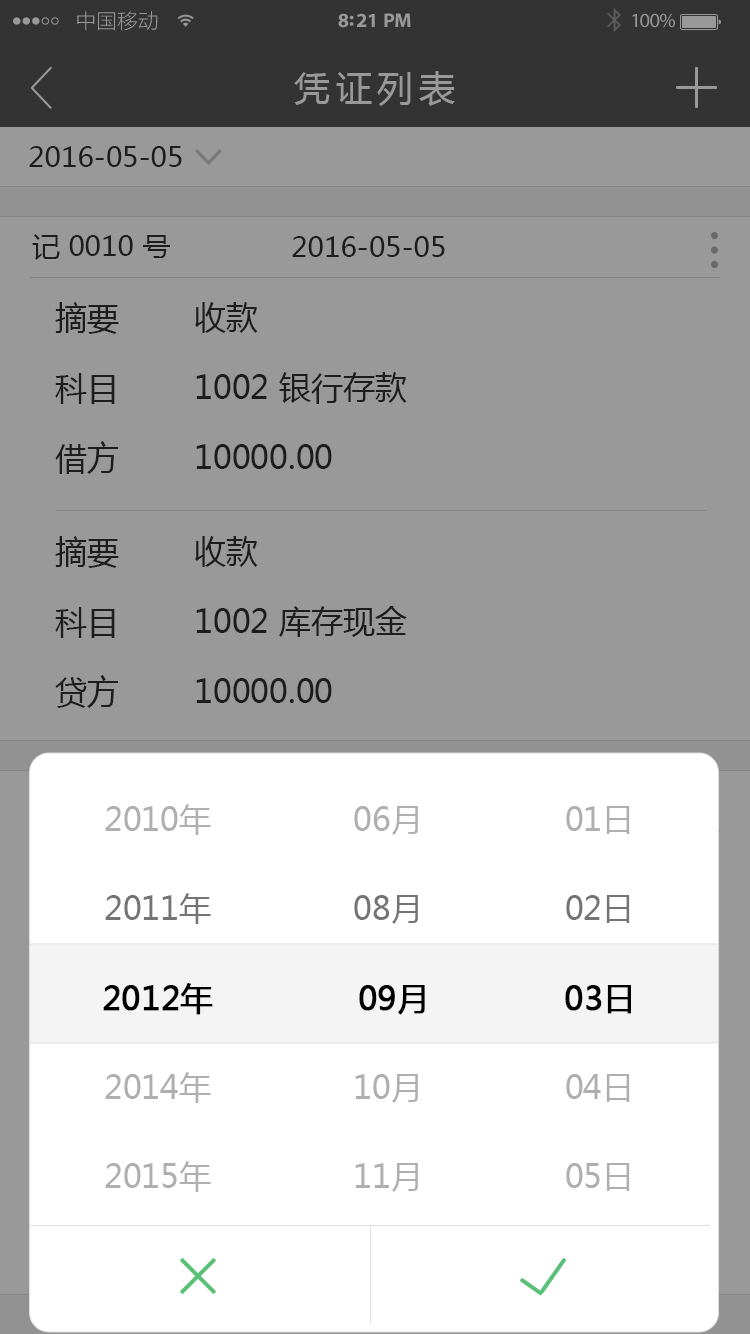 中国移动 8:21 PM 100%
凭证列表
2016-05-05
记 0010 号 2016-05-05
摘要 收款
科目 1002 银行存款
借方 10000.00
摘要 收款
科目 1002 库存现金
贷方 10000.00
2010年 06月 01日
2011年 08月 02日
2012年 09月 03日
2014年 10月 04日
2015年 11月 05日